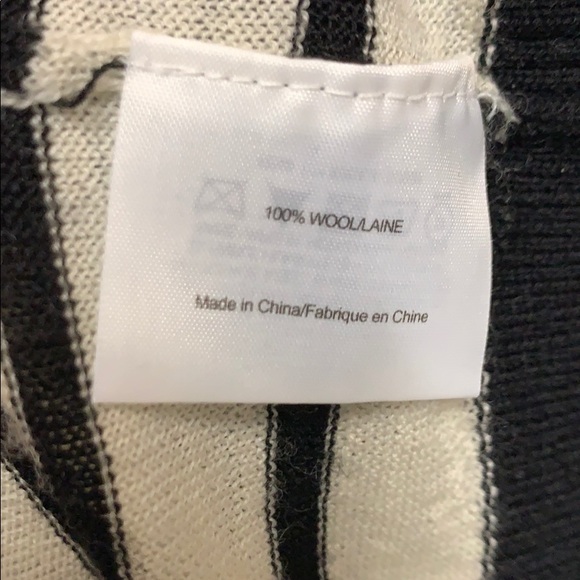 100% WOOL/LAINE
Made in China/Fabrique en Chine